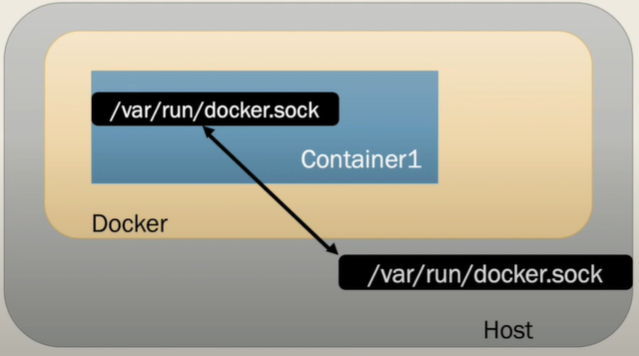 /var/run/docker.sock
Container1
Docker
/var/run/docker.sock
Host